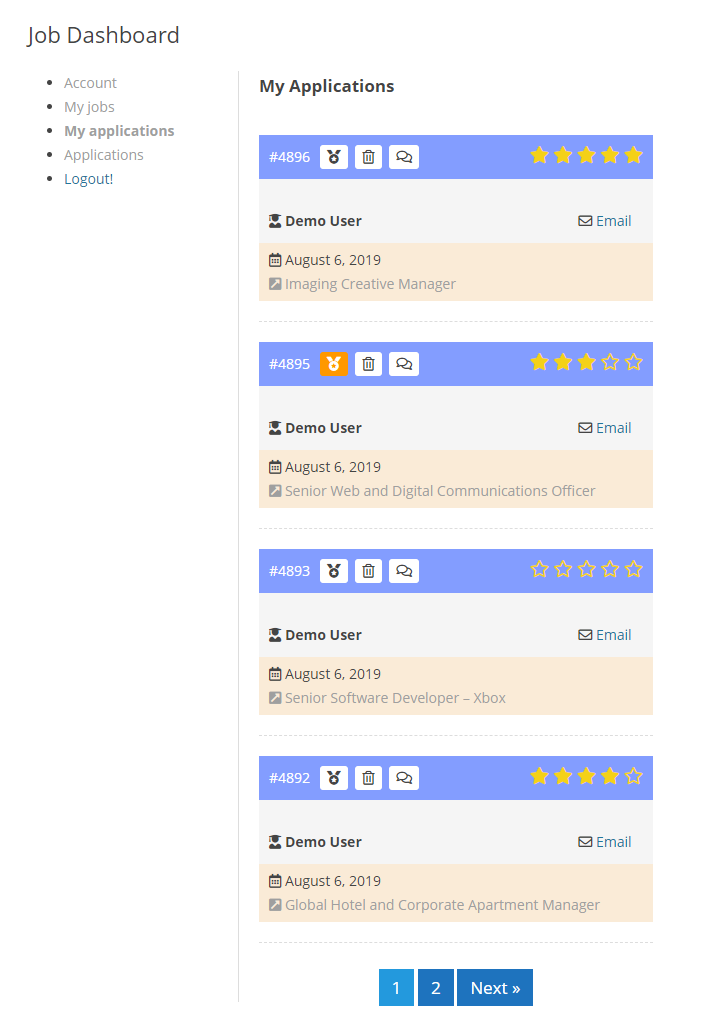 Job Dashboard
Account
My jobs
My applications
Applications
Logout!
My Applications
#4896
Demo User Email
August 6, 2019
Imaging Creative Manager
#4895
Demo User Email
August 6, 2019
Senior Web and Digital Communications Officer
#4893
Demo User Email
August 6, 2019
Senior Software Developer – Xbox
#4892
Demo User Email
August 6, 2019
Global Hotel and Corporate Apartment Manager
1 2 Next »